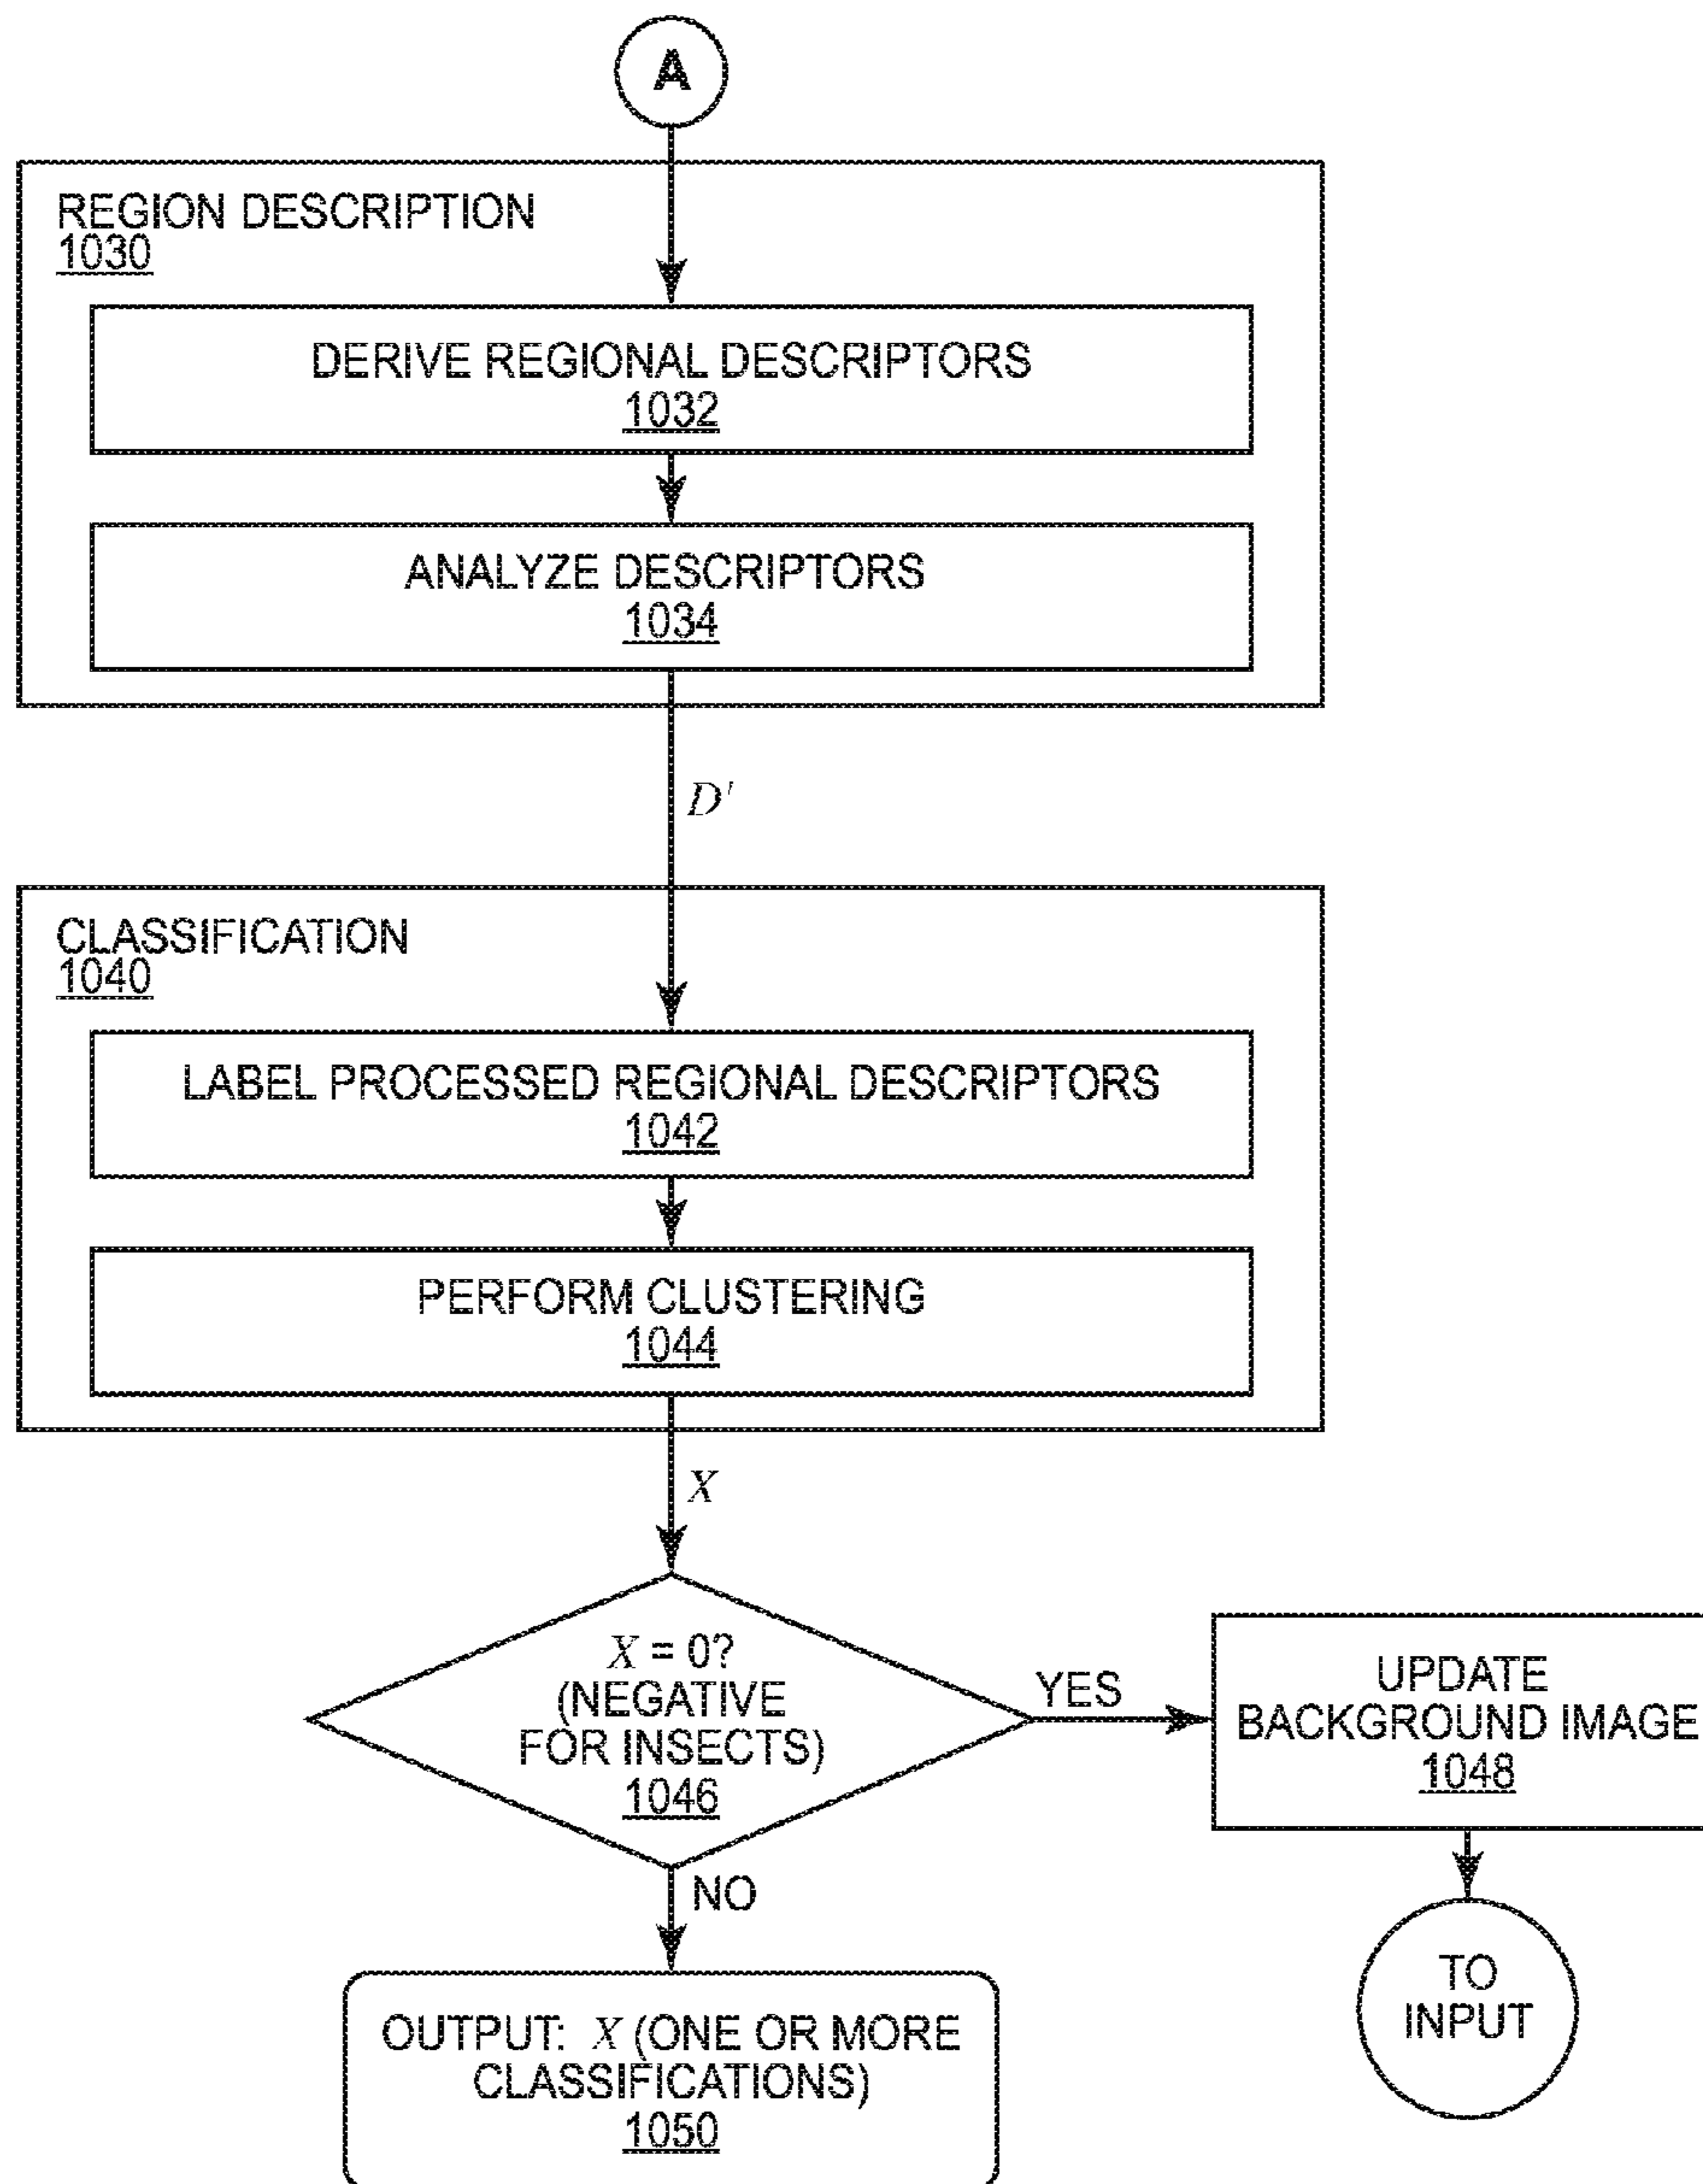 A
REGION DESCRIPTION
1030
DERIVE REGIONAL DESCRIPTORS
1032
ANALYZE DESCRIPTORS
1034
D'
CLASSIFICATION
1040
LABEL PROCESSED REGIONAL DESCRIPTORS
1042
PERFORM CLUSTERING
1044
X
X = 0?
(NEGATIVE
FOR INSECTS)
1046
YES
UPDATE
BACKGROUND IMAGE
1048
NO
TO
INPUT
OUTPUT: X (ONE OR MORE
CLASSIFICATIONS)
1050